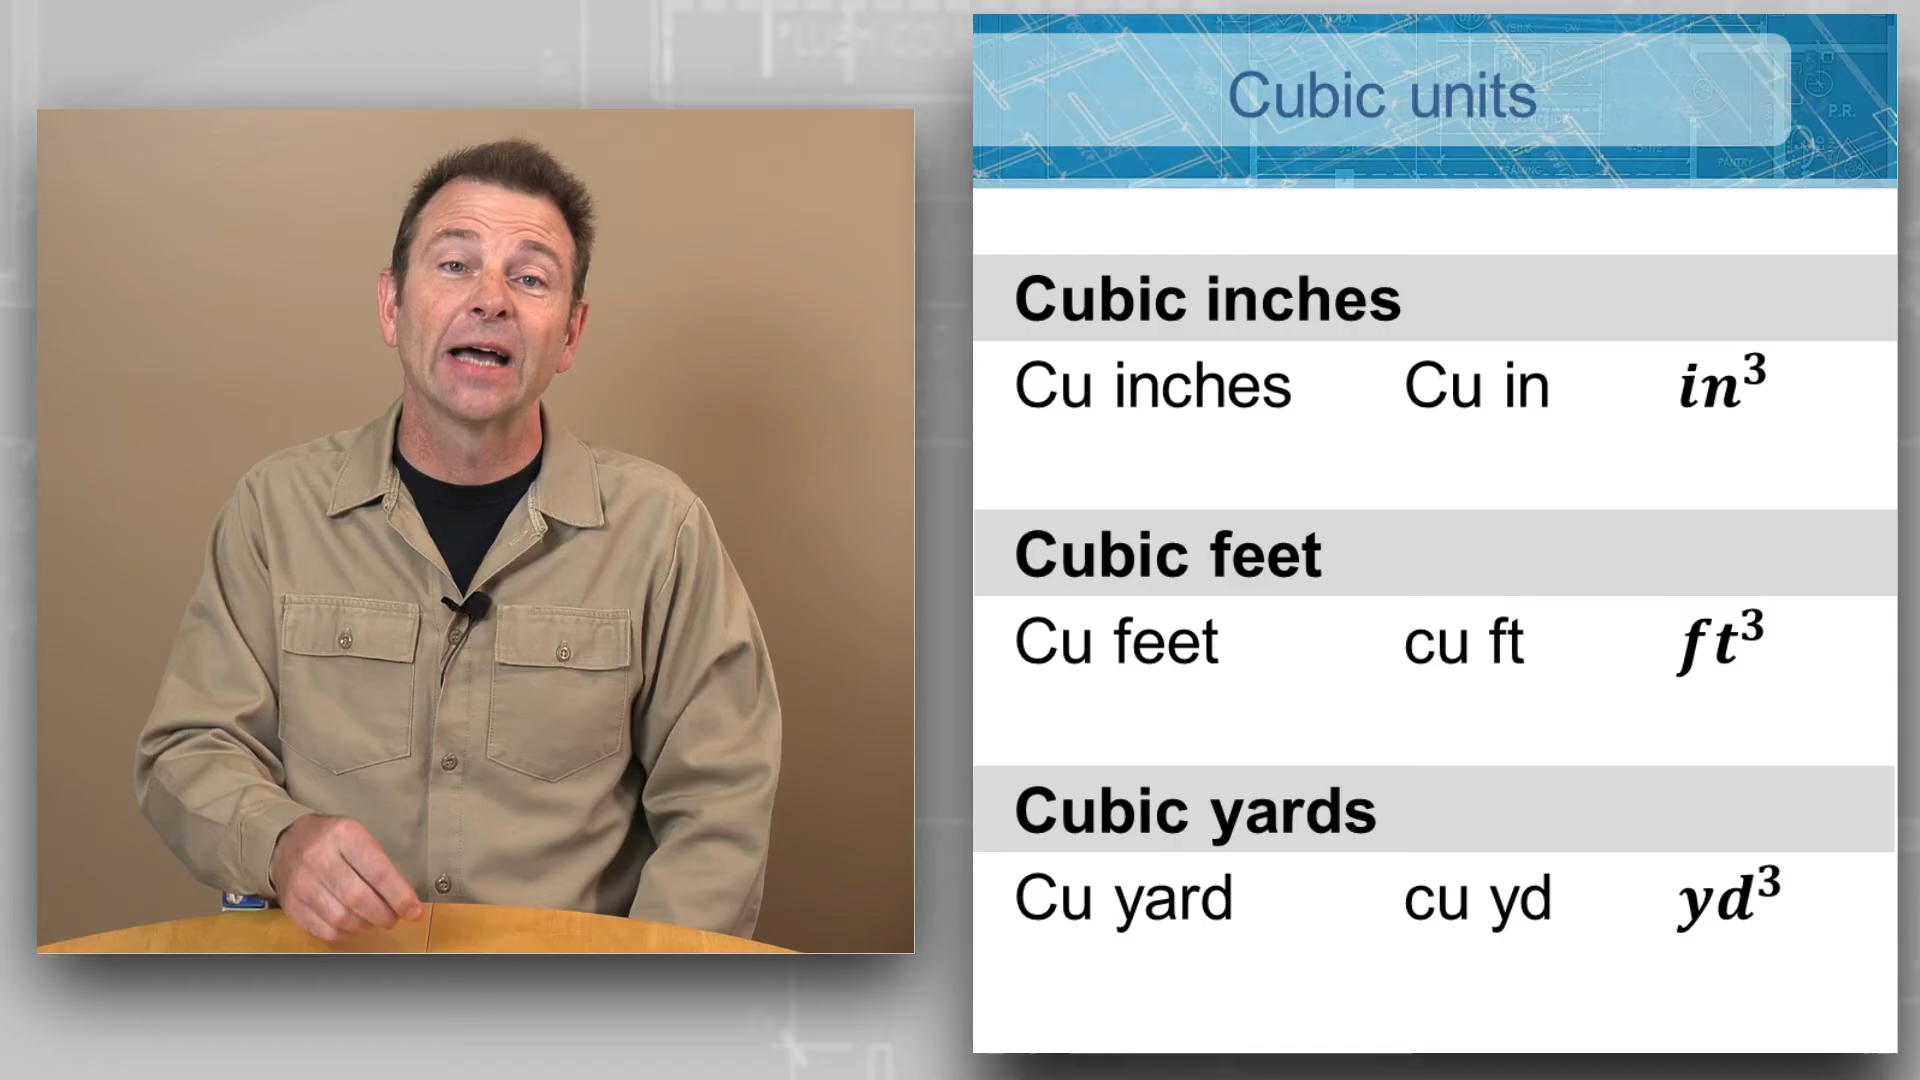 Cubic units
Cubic inches
Cu inches Cu in in³
Cubic feet
Cu feet cu ft ft³
Cubic yards
Cu yard cu yd yd³
P.R.
PANTRY